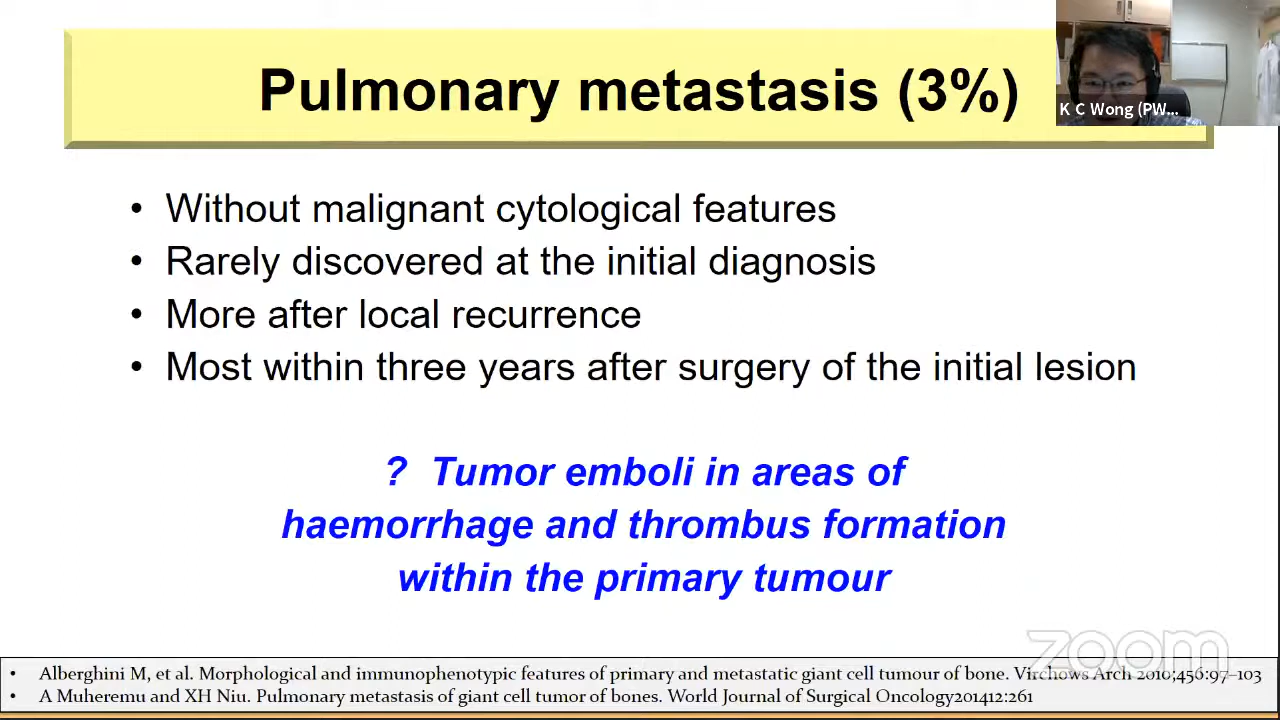 Pulmonary metastasis (3%)
K C Wong (PW...
• Without malignant cytological features
• Rarely discovered at the initial diagnosis
• More after local recurrence
• Most within three years after surgery of the initial lesion
? Tumor emboli in areas of
haemorrhage and thrombus formation
within the primary tumour
zoom
• Alberghini M, et al. Morphological and immunophenotypic features of primary and metastatic giant cell tumour of bone. Virchows Arch 2010;456:97–103
• A Muheremu and XH Niu. Pulmonary metastasis of giant cell tumor of bones. World Journal of Surgical Oncology201412:261